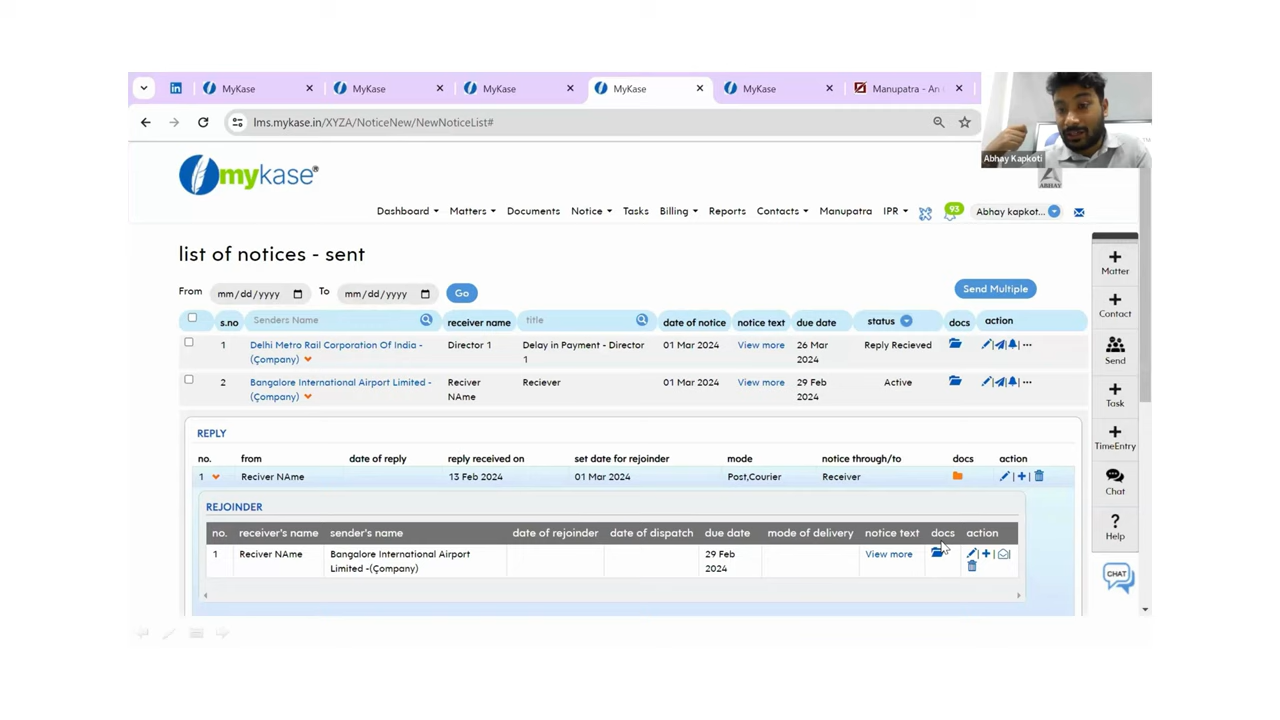 MyKase
MyKase
MyKase
MyKase
MyKase
Manupatra - An
lms.mykase.in/XYZA/NoticeNew/NewNoticeList#
Abhay Kapkoti
ABHAY
mykase®
Dashboard Matters Documents Notice Tasks Billing Reports Contacts Manupatra IPR 93 Abhay kapkot...
list of notices - sent
From mm/dd/yyyy To mm/dd/yyyy Go
Send Multiple
s.no Senders Name receiver name title date of notice notice text due date status docs action
1 Delhi Metro Rail Corporation Of India - Director 1 Delay in Payment - Director 01 Mar 2024 View more 26 Mar Reply Recieved
(Çompany) 1 2024
2 Bangalore International Airport Limited - Reciver Reciever 01 Mar 2024 View more 29 Feb Active
(Çompany) NAme 2024
REPLY
no. from date of reply reply received on set date for rejoinder mode notice through/to docs action
1 Reciver NAme 13 Feb 2024 01 Mar 2024 Post,Courier Receiver
REJOINDER
no. receiver's name sender's name date of rejoinder date of dispatch due date mode of delivery notice text docs action
1 Reciver NAme Bangalore International Airport 29 Feb View more
Limited -(Çompany) 2024
Matter
Contact
Send
Task
TimeEntry
Chat
Help
CHAT